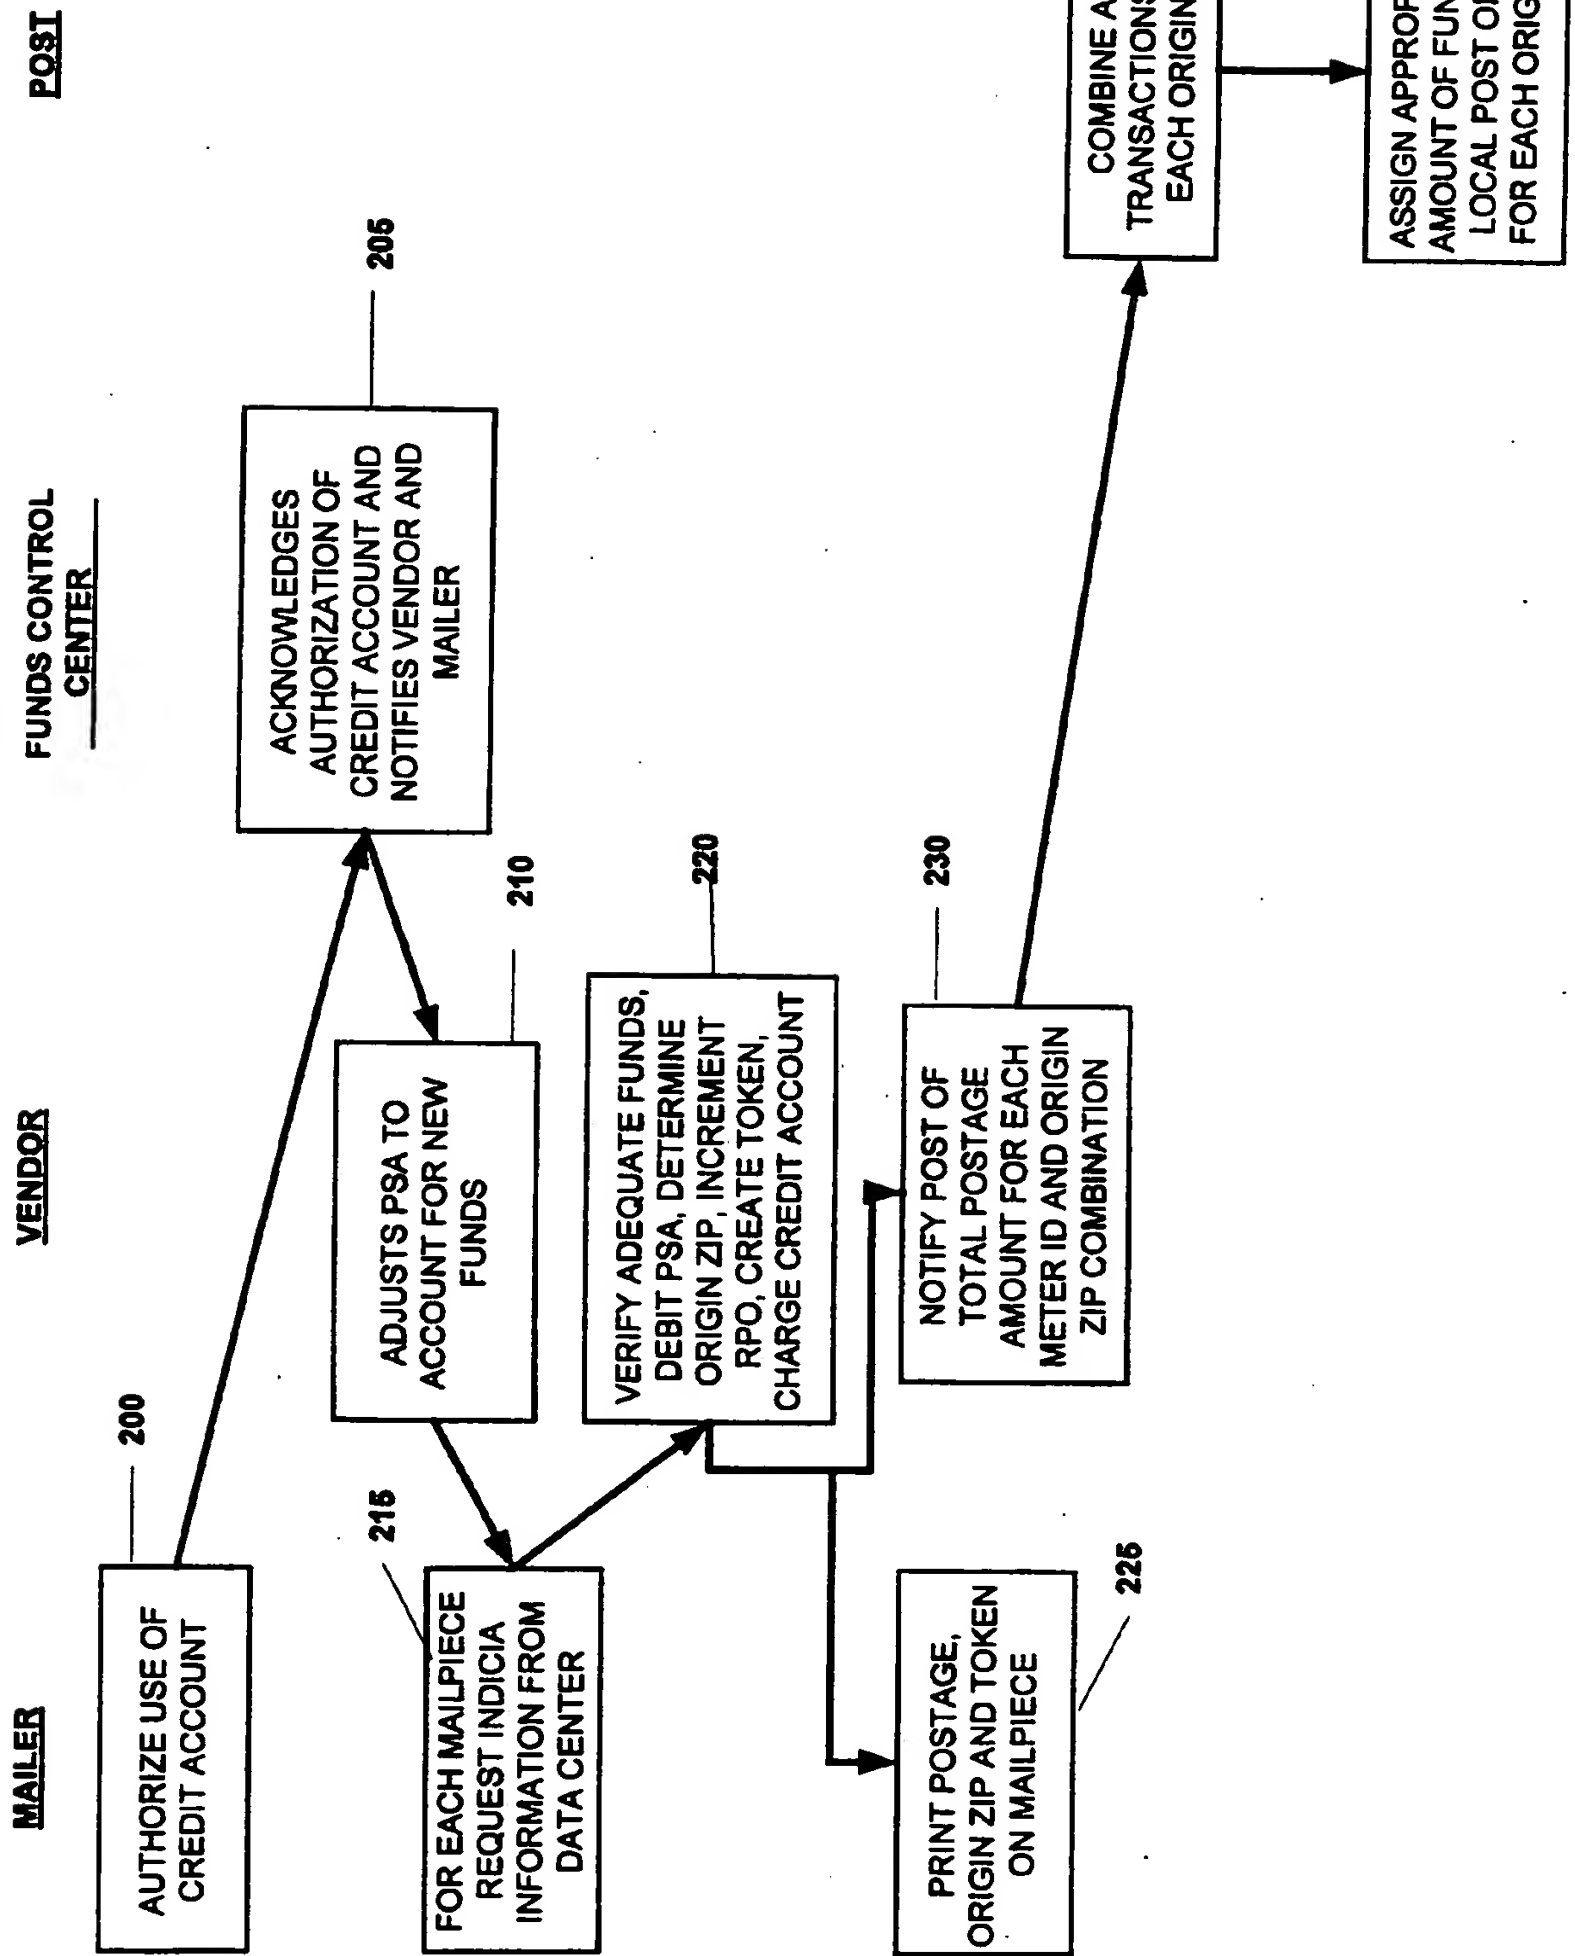 MAILER
VENDOR
FUNDS CONTROL
CENTER
POST
200
AUTHORIZE USE OF
CREDIT ACCOUNT
205
ACKNOWLEDGES
AUTHORIZATION OF
CREDIT ACCOUNT AND
NOTIFIES VENDOR AND
MAILER
210
ADJUSTS PSA TO
ACCOUNT FOR NEW
FUNDS
215
FOR EACH MAILPIECE
REQUEST INDICIA
INFORMATION FROM
DATA CENTER
220
VERIFY ADEQUATE FUNDS,
DEBIT PSA, DETERMINE
ORIGIN ZIP, INCREMENT
RPO, CREATE TOKEN,
CHARGE CREDIT ACCOUNT
225
PRINT POSTAGE,
ORIGIN ZIP AND TOKEN
ON MAILPIECE
230
NOTIFY POST OF
TOTAL POSTAGE
AMOUNT FOR EACH
METER ID AND ORIGIN
ZIP COMBINATION
COMBINE
TRANSACTIONS
EACH ORIGIN
ASSIGN
AMOUNT OF
LOCAL POST
FOR EACH